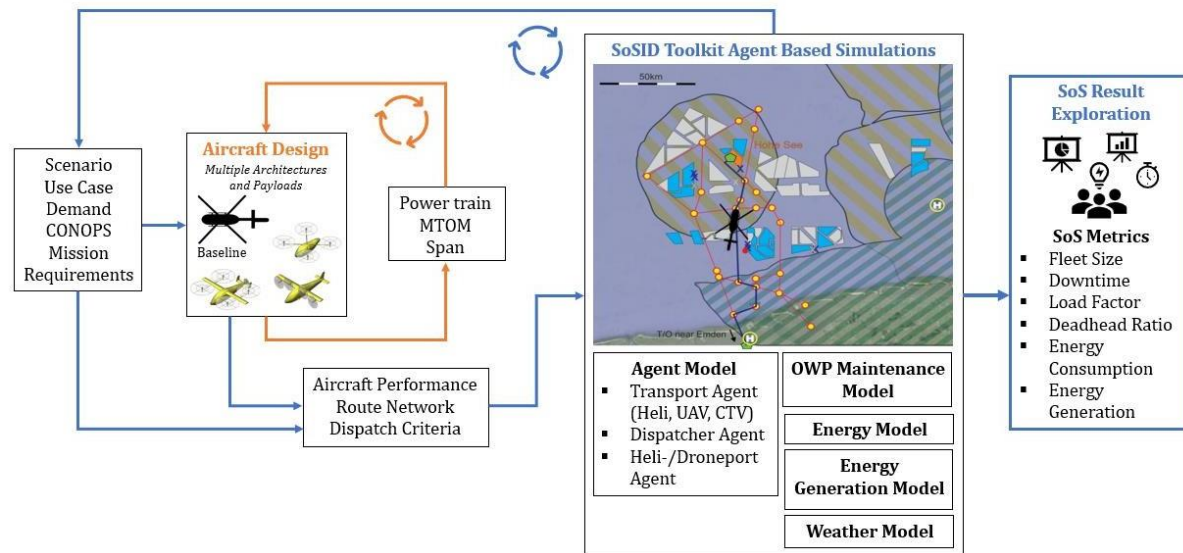 Scenario
Use Case
Demand
CONOPS
Mission
Requirements
Aircraft Design
Multiple Architectures
and Payloads
Baseline
Power train
MTOM
Span
Aircraft Performance
Route Network
Dispatch Criteria
SoSID Toolkit Agent Based Simulations
50km
Hohe See
H
T/O near Emden
H
Agent Model
▪ Transport Agent
(Heli, UAV, CTV)
▪ Dispatcher Agent
▪ Heli-/Droneport
Agent
OWP Maintenance
Model
Energy Model
Energy
Generation Model
Weather Model
SoS Result
Exploration
SoS Metrics
▪ Fleet Size
▪ Downtime
▪ Load Factor
▪ Deadhead Ratio
▪ Energy
Consumption
▪ Energy
Generation